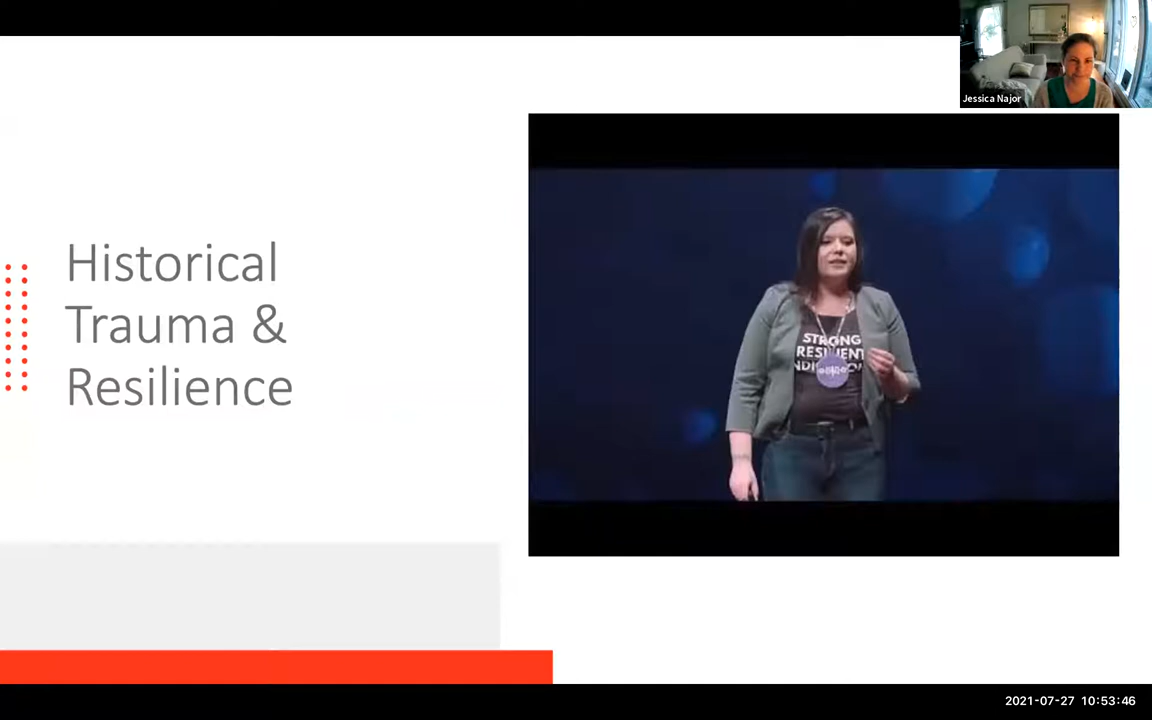 Jessica Najor
Historical
Trauma &
Resilience
STRONG
RESILIENT
2021-07-27 10:53:46